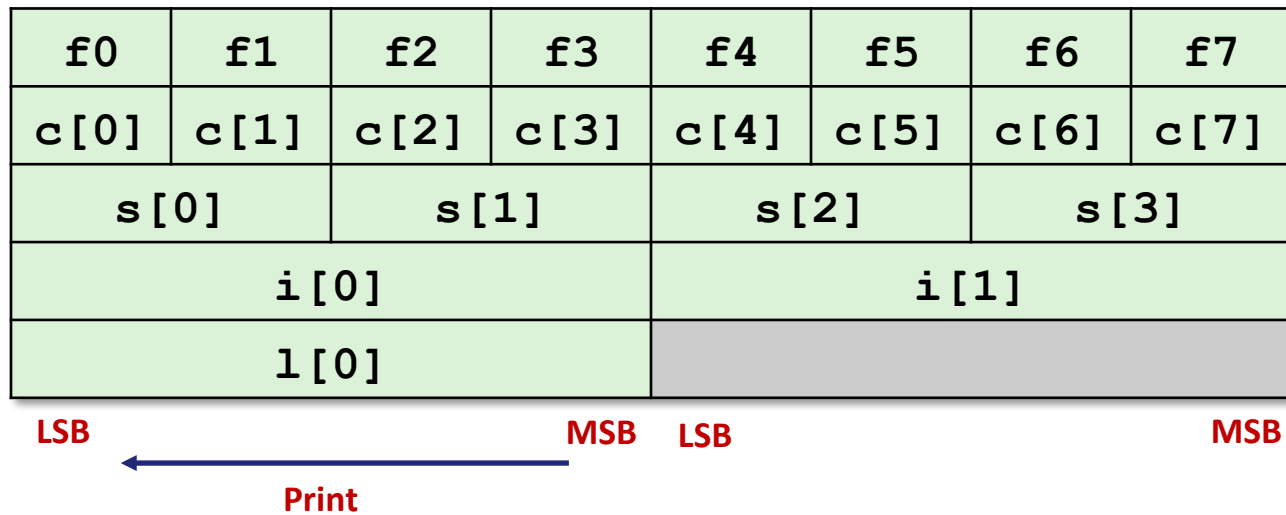 f0 f1 f2 f3 f4 f5 f6 f7
c[0] c[1] c[2] c[3] c[4] c[5] c[6] c[7]
s[0] s[1] s[2] s[3]
i[0] i[1]
l[0]
LSB MSB LSB MSB
Print